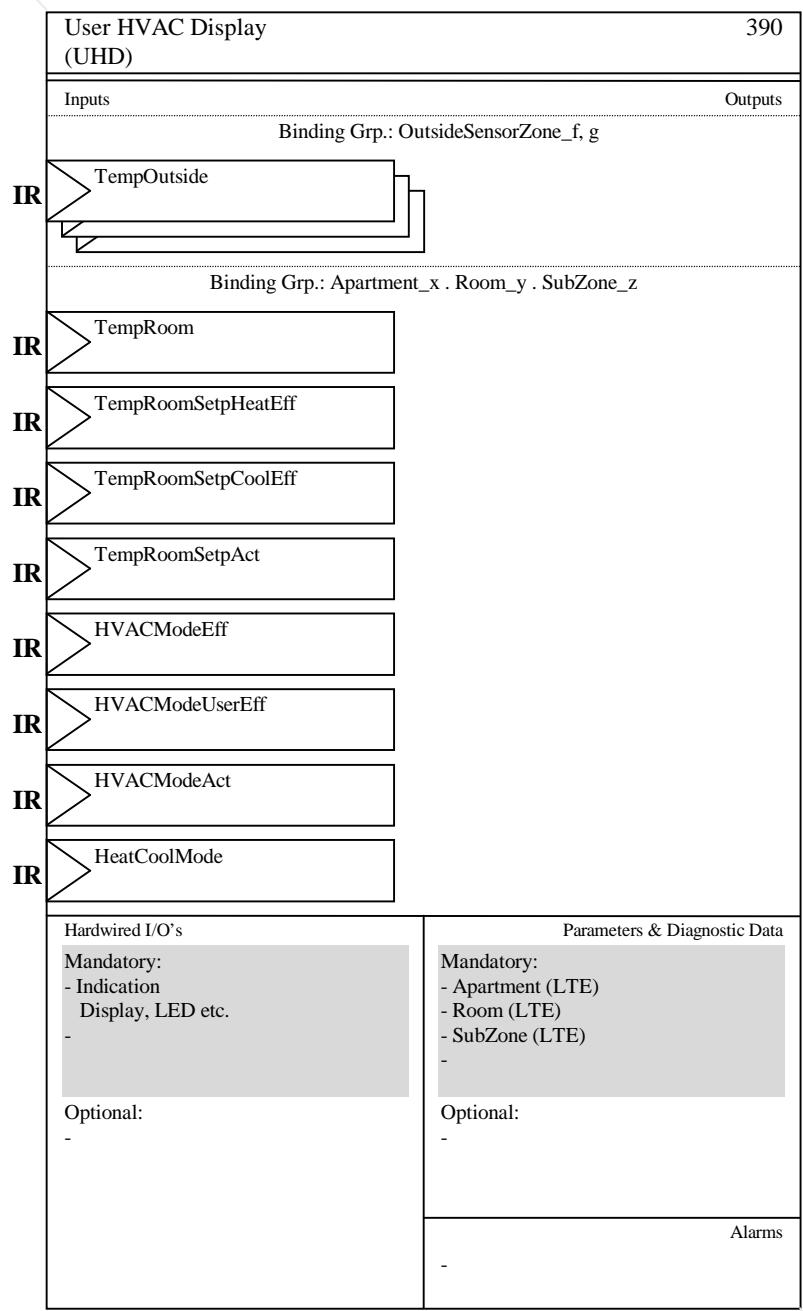 User HVAC Display 390
(UHD)
Inputs Outputs
Binding Grp.: OutsideSensorZone_f, g
IR TempOutside
Binding Grp.: Apartment_x . Room_y . SubZone_z
IR TempRoom
IR TempRoomSetpHeatEff
IR TempRoomSetpCoolEff
IR TempRoomSetpAct
IR HVACModeEff
IR HVACModeUserEff
IR HVACModeAct
IR HeatCoolMode
Hardwired I/O’s
Mandatory:
- Indication
Display, LED etc.
-
Optional:
-
Parameters & Diagnostic Data
Mandatory:
- Apartment (LTE)
- Room (LTE)
- SubZone (LTE)
-
Optional:
-
Alarms
-